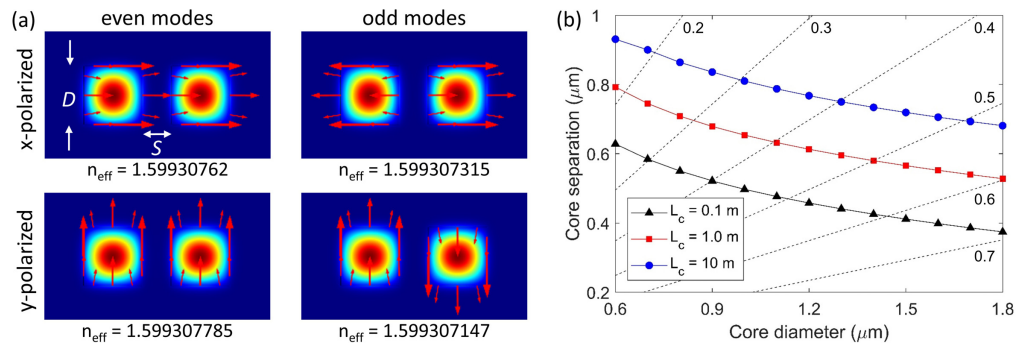 (a)
even modes
odd modes
x-polarized
D
S
n_eff = 1.59930762
n_eff = 1.599307315
y-polarized
n_eff = 1.599307785
n_eff = 1.599307147
(b)
Core separation (μm)
1
0.8
0.6
0.4
0.2
0.2
0.3
0.4
0.5
0.6
0.7
L_c = 0.1 m
L_c = 1.0 m
L_c = 10 m
0.6
0.9
1.2
1.5
1.8
Core diameter (μm)